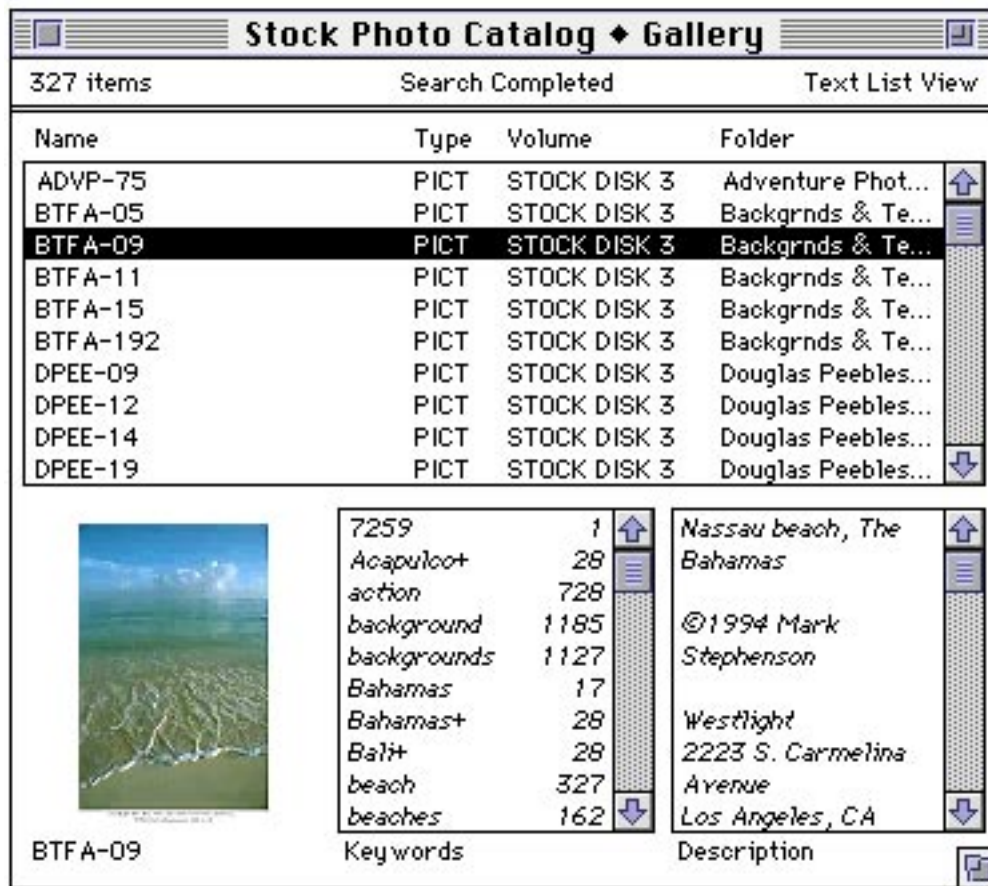 Stock Photo Catalog ♦ Gallery
327 items Search Completed Text List View
Name Type Volume Folder
ADVP-75 PICT STOCK DISK 3 Adventure Phot...
BTFA-05 PICT STOCK DISK 3 Backgrnds & Te...
BTFA-09 PICT STOCK DISK 3 Backgrnds & Te...
BTFA-11 PICT STOCK DISK 3 Backgrnds & Te...
BTFA-15 PICT STOCK DISK 3 Backgrnds & Te...
BTFA-192 PICT STOCK DISK 3 Backgrnds & Te...
DPEE-09 PICT STOCK DISK 3 Douglas Peebles...
DPEE-12 PICT STOCK DISK 3 Douglas Peebles...
DPEE-14 PICT STOCK DISK 3 Douglas Peebles...
DPEE-19 PICT STOCK DISK 3 Douglas Peebles...
BTFA-09
7259 1
Acapulco+ 28
action 728
background 1185
backgrounds 1127
Bahamas 17
Bahamas+ 28
Bali+ 28
beach 327
beaches 162
Keywords
Nassau beach, The
Bahamas
©1994 Mark
Stephenson
Westlight
2223 S. Carmelina
Avenue
Los Angeles, CA
Description